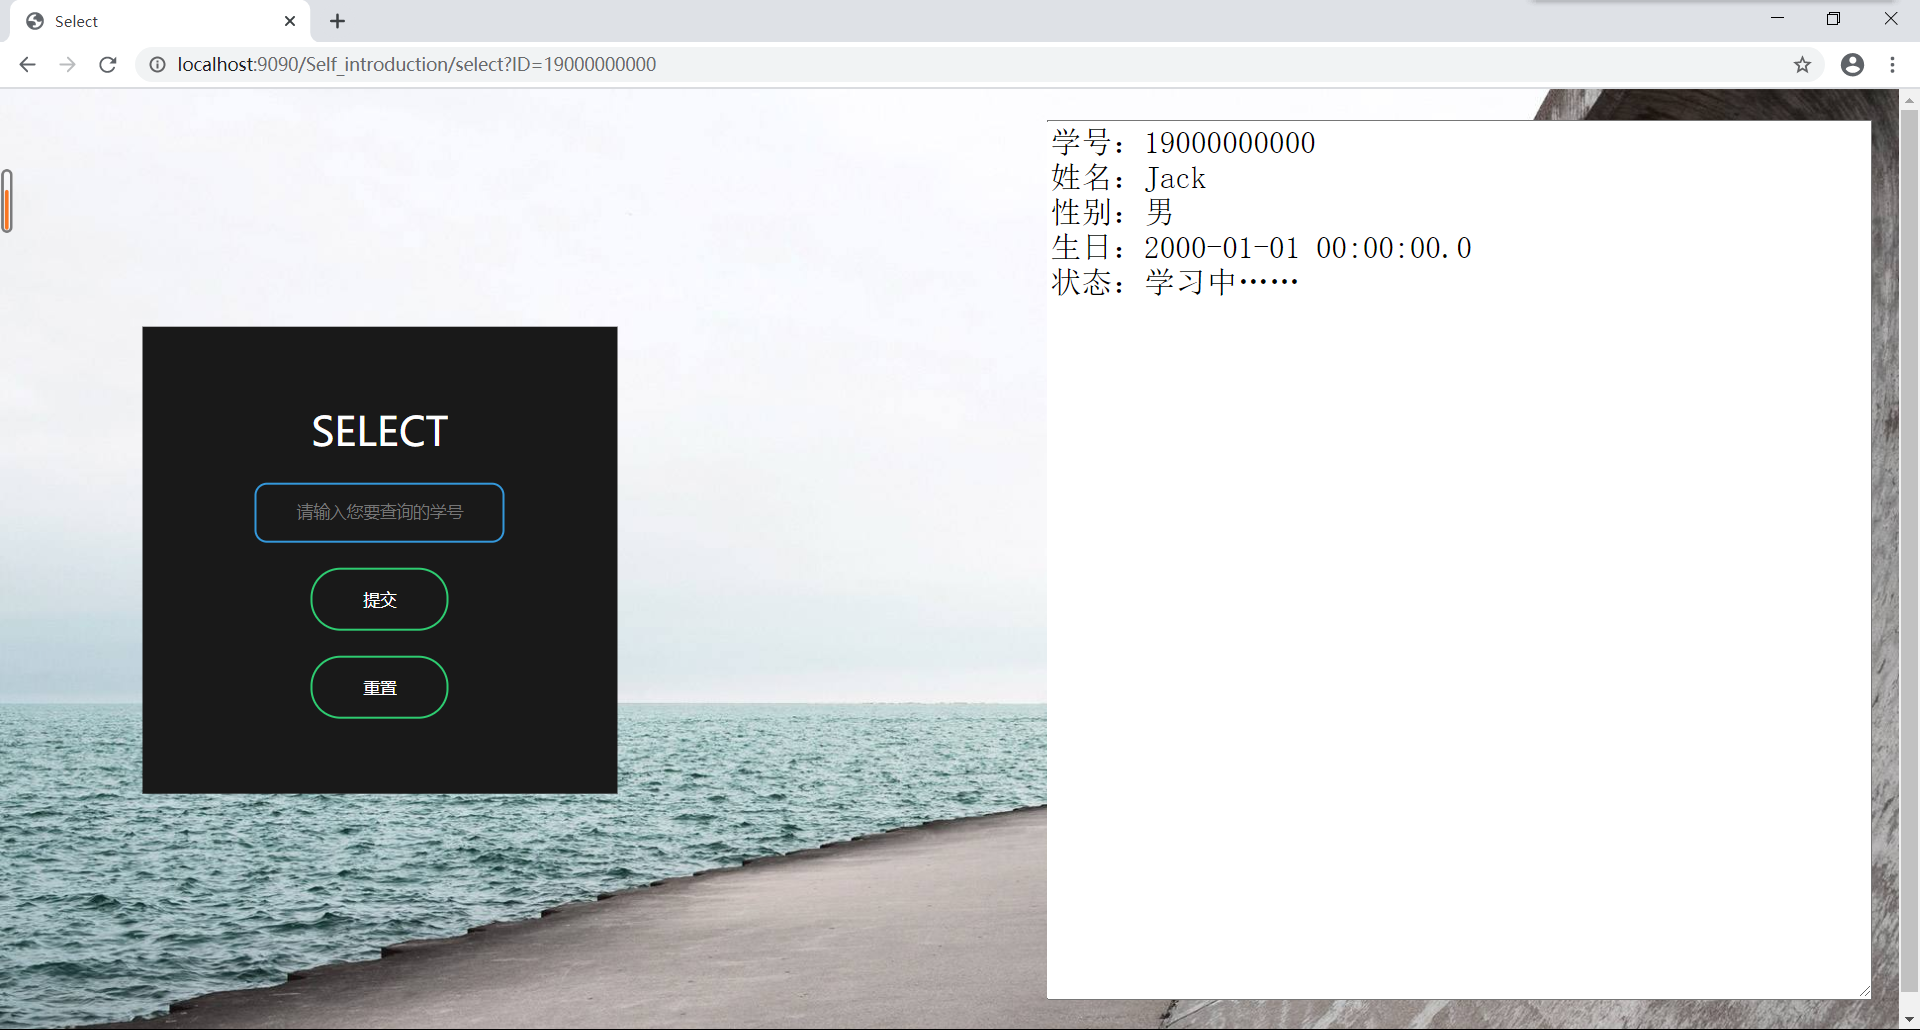 Select
localhost:9090/Self_introduction/select?ID=19000000000
学号：19000000000
姓名：Jack
性别：男
生日：2000-01-01 00:00:00.0
状态：学习中……
SELECT
请输入您要查询的学号
提交
重置